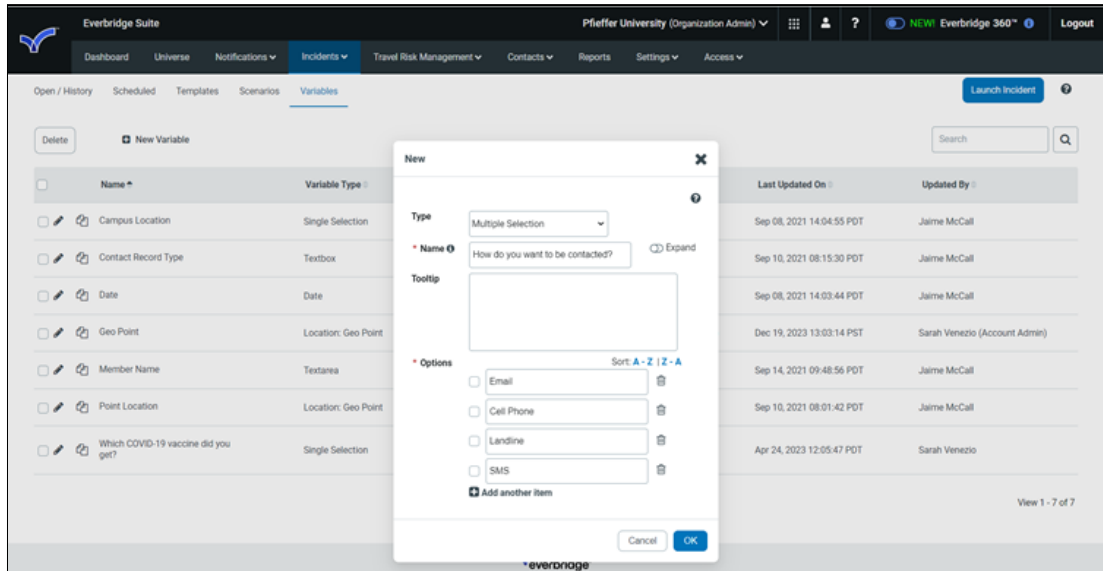 Everbridge Suite
Pfieffer University (Organization Admin)
?
NEW! Everbridge 360™
Logout
Dashboard Universe Notifications Incidents Travel Risk Management Contacts Reports Settings Access
Open / History Scheduled Templates Scenarios Variables
Launch Incident
Delete
New Variable
Search
Name Variable Type Last Updated On Updated By
Campus Location Single Selection Sep 08, 2021 14:04:55 PDT Jaime McCall
Contact Record Type Textbox Sep 10, 2021 08:15:30 PDT Jaime McCall
Date Date Sep 08, 2021 14:03:44 PDT Jaime McCall
Geo Point Location: Geo Point Dec 19, 2023 13:03:14 PST Sarah Venezio (Account Admin)
Member Name Textarea Sep 14, 2021 09:48:56 PDT Jaime McCall
Point Location Location: Geo Point Sep 10, 2021 08:01:42 PDT Jaime McCall
Which COVID-19 vaccine did you
get?
Single Selection Apr 24, 2023 12:05:47 PDT Sarah Venezio
View 1 - 7 of 7
New
Type Multiple Selection
* Name How do you want to be contacted? Expand
Tooltip
* Options Sort: A - Z | Z - A
Email
Cell Phone
Landline
SMS
Add another item
Cancel OK
everbridge